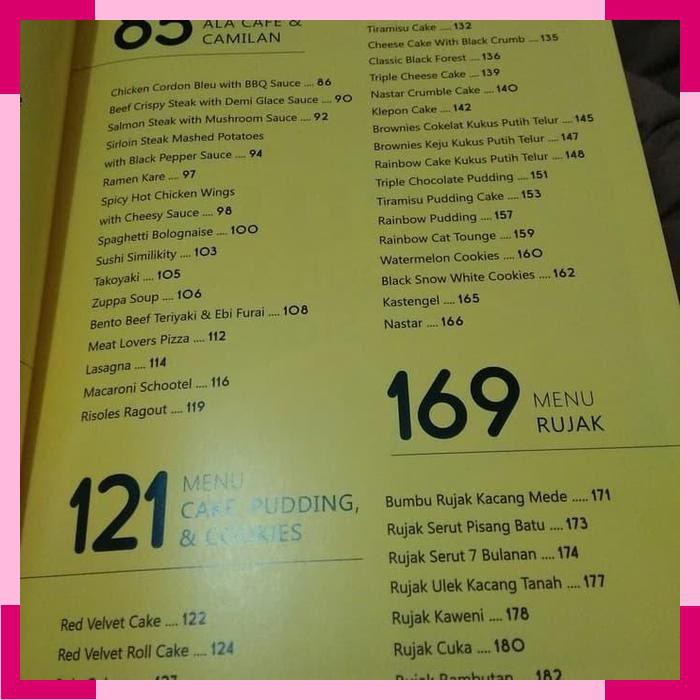 85
ALA CAFE &
CAMILAN
Chicken Cordon Bleu with BBQ Sauce .... 86
Beef Crispy Steak with Demi Glace Sauce .... 90
Salmon Steak with Mushroom Sauce .... 92
Sirloin Steak Mashed Potatoes
with Black Pepper Sauce .... 94
Ramen Kare .... 97
Spicy Hot Chicken Wings
with Cheesy Sauce .... 98
Spaghetti Bolognaise .... 100
Sushi Similikity .... 103
Takoyaki .... 105
Zuppa Soup .... 106
Bento Beef Teriyaki & Ebi Furai .... 108
Meat Lovers Pizza .... 112
Lasagna .... 114
Macaroni Schootel .... 116
Risoles Ragout .... 119
121
MENU
CAKE, PUDDING,
& COOKIES
Red Velvet Cake .... 122
Red Velvet Roll Cake .... 124
Tiramisu Cake .... 132
Cheese Cake With Black Crumb .... 135
Classic Black Forest .... 136
Triple Cheese Cake .... 139
Nastar Crumble Cake .... 140
Klepon Cake .... 142
Brownies Cokelat Kukus Putih Telur .... 145
Brownies Keju Kukus Putih Telur .... 147
Rainbow Cake Kukus Putih Telur .... 148
Triple Chocolate Pudding .... 151
Tiramisu Pudding Cake .... 153
Rainbow Pudding .... 157
Rainbow Cat Tounge .... 159
Watermelon Cookies .... 160
Black Snow White Cookies .... 162
Kastengel .... 165
Nastar .... 166
169
MENU
RUJAK
Bumbu Rujak Kacang Mede ..... 171
Rujak Serut Pisang Batu .... 173
Rujak Serut 7 Bulanan .... 174
Rujak Ulek Kacang Tanah .... 177
Rujak Kaweni .... 178
Rujak Cuka .... 180
Rujak Rambutan .... 182